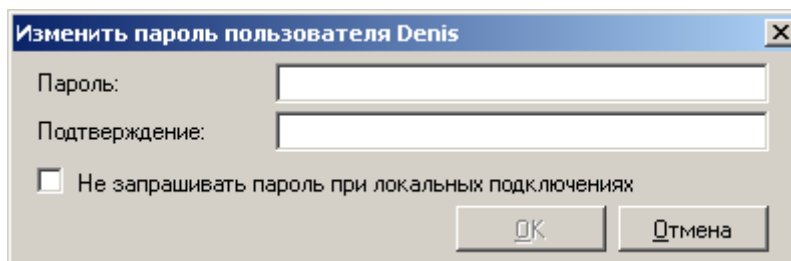 Изменить пароль пользователя Denis
Пароль:
Подтверждение:
Не запрашивать пароль при локальных подключениях
OK Отмена